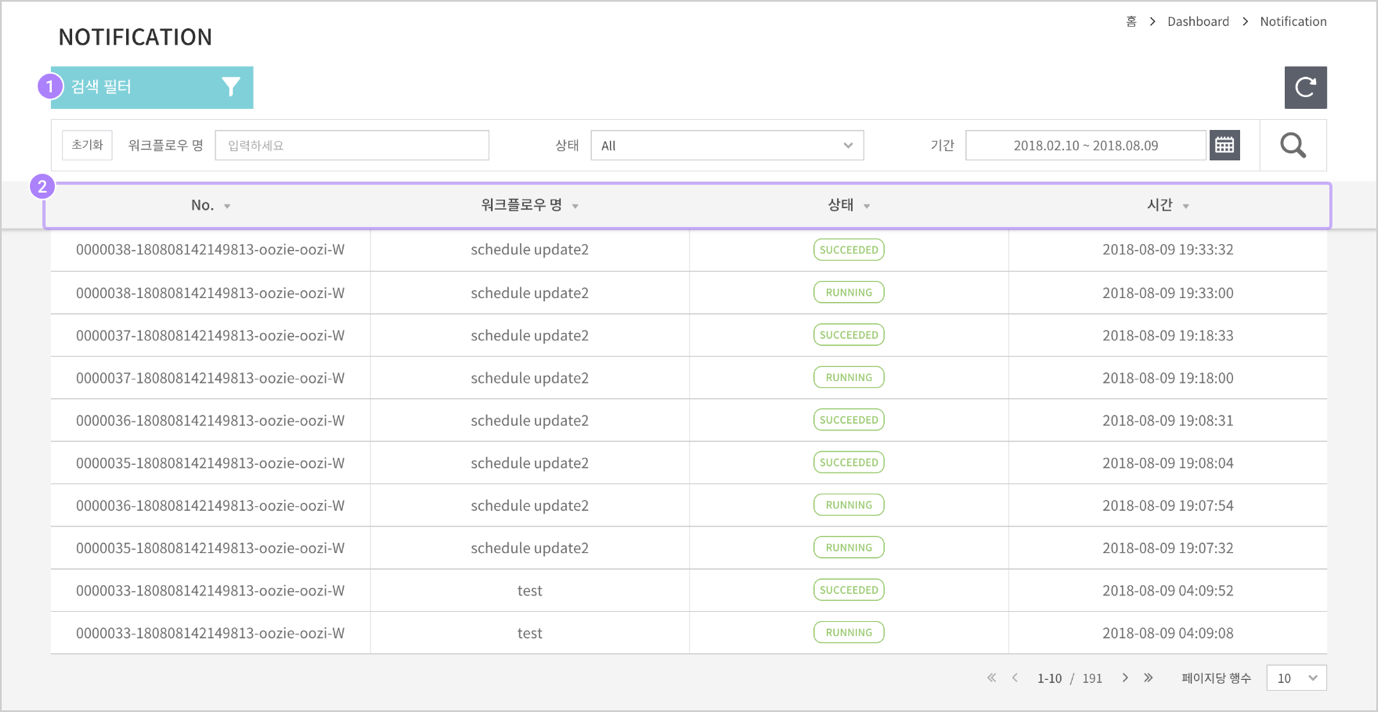 홈 > Dashboard > Notification
NOTIFICATION
1 검색 필터
초기화 워크플로우 명 입력하세요 상태 All 기간 2018.02.10 ~ 2018.08.09
2
No. 워크플로우 명 상태 시간
0000038-180808142149813-oozie-oozi-W schedule update2 SUCCEEDED 2018-08-09 19:33:32
0000038-180808142149813-oozie-oozi-W schedule update2 RUNNING 2018-08-09 19:33:00
0000037-180808142149813-oozie-oozi-W schedule update2 SUCCEEDED 2018-08-09 19:18:33
0000037-180808142149813-oozie-oozi-W schedule update2 RUNNING 2018-08-09 19:18:00
0000036-180808142149813-oozie-oozi-W schedule update2 SUCCEEDED 2018-08-09 19:08:31
0000035-180808142149813-oozie-oozi-W schedule update2 SUCCEEDED 2018-08-09 19:08:04
0000036-180808142149813-oozie-oozi-W schedule update2 RUNNING 2018-08-09 19:07:54
0000035-180808142149813-oozie-oozi-W schedule update2 RUNNING 2018-08-09 19:07:32
0000033-180808142149813-oozie-oozi-W test SUCCEEDED 2018-08-09 04:09:52
0000033-180808142149813-oozie-oozi-W test RUNNING 2018-08-09 04:09:08
« < 1-10 / 191 > » 페이지당 행수 10